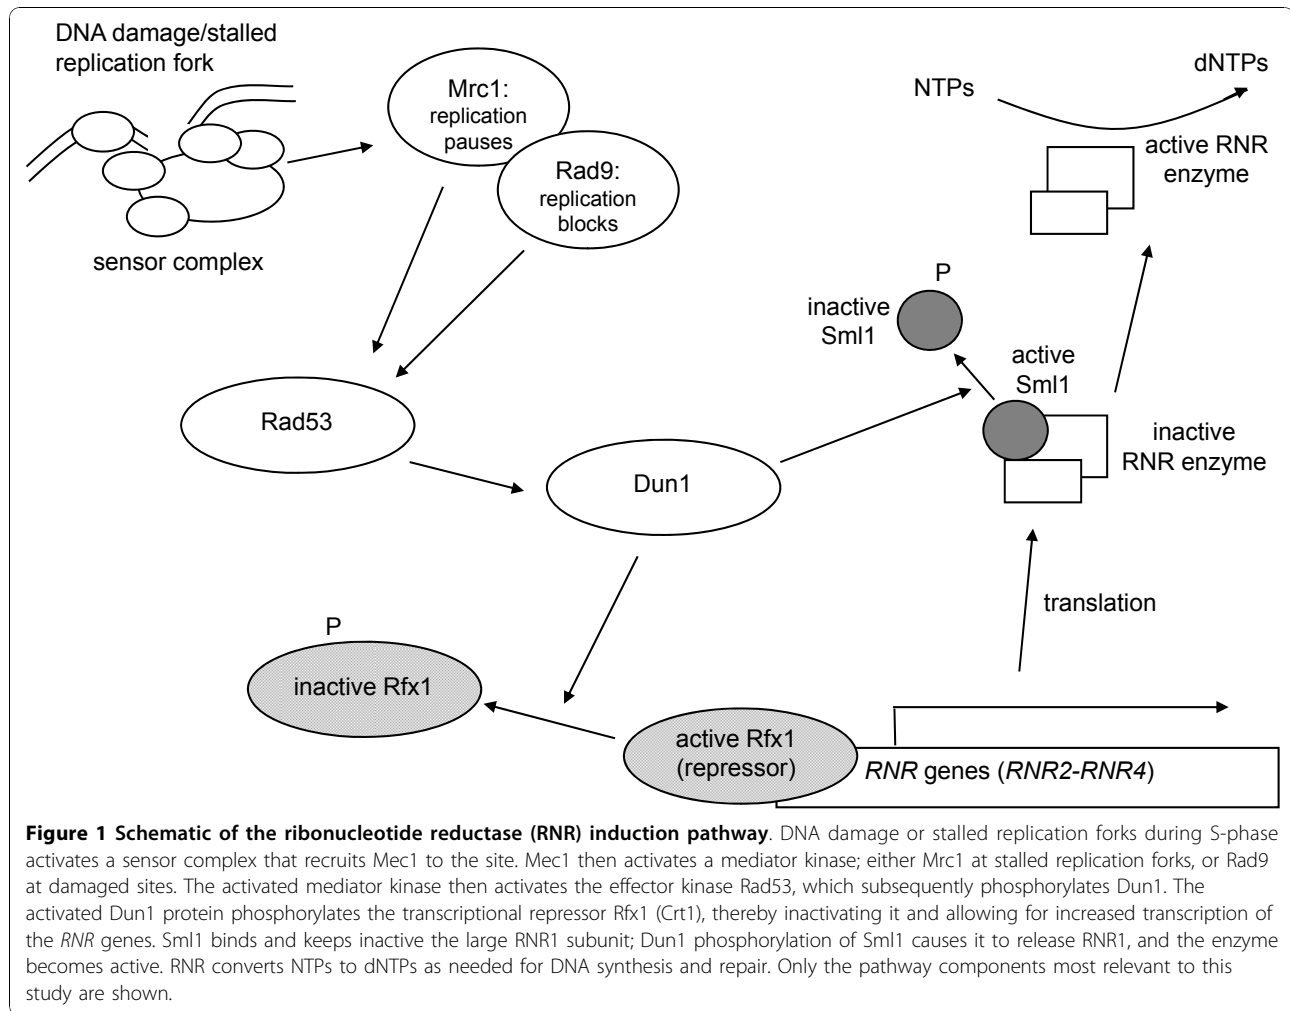 DNA damage/stalled
replication fork
sensor complex
Mrc1:
replication
pauses
Rad9:
replication
blocks
NTPs
dNTPs
active RNR
enzyme
P
inactive
Sml1
active
Sml1
inactive
RNR enzyme
Rad53
Dun1
translation
P
inactive Rfx1
active Rfx1
(repressor)
RNR genes (RNR2-RNR4)
Figure 1 Schematic of the ribonucleotide reductase (RNR) induction pathway. DNA damage or stalled replication forks during S-phase
activates a sensor complex that recruits Mec1 to the site. Mec1 then activates a mediator kinase; either Mrc1 at stalled replication forks, or Rad9
at damaged sites. The activated mediator kinase then activates the effector kinase Rad53, which subsequently phosphorylates Dun1. The
activated Dun1 protein phosphorylates the transcriptional repressor Rfx1 (Crt1), thereby inactivating it and allowing for increased transcription of
the RNR genes. Sml1 binds and keeps inactive the large RNR1 subunit; Dun1 phosphorylation of Sml1 causes it to release RNR1, and the enzyme
becomes active. RNR converts NTPs to dNTPs as needed for DNA synthesis and repair. Only the pathway components most relevant to this
study are shown.